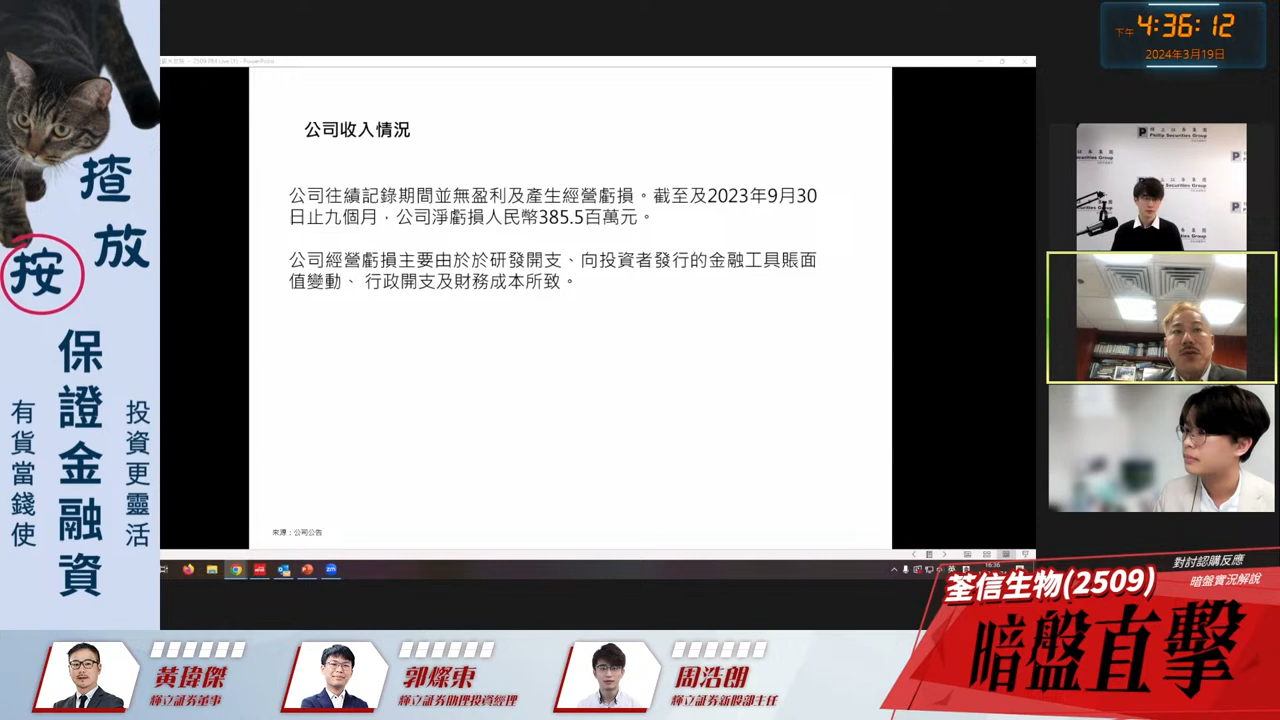 下午 4:36:12
2024年3月19日
揸
放
按
保證金融資
有貨當錢使
投資更靈活
公司收入情況
公司往績記錄期間並無盈利及產生經營虧損。截至及2023年9月30
日止九個月，公司淨虧損人民幣385.5百萬元。
公司經營虧損主要由於於研發開支、向投資者發行的金融工具賬面
值變動、 行政開支及財務成本所致。
來源：公司公告
16:36
Phillip Securities Group
荃信生物(2509)
對討認購反應
暗盤實況解說
暗盤直擊
黃瑋傑
輝立証券董事
郭燦東
輝立証券助理投資經理
周浩朗
輝立証券新股部主任